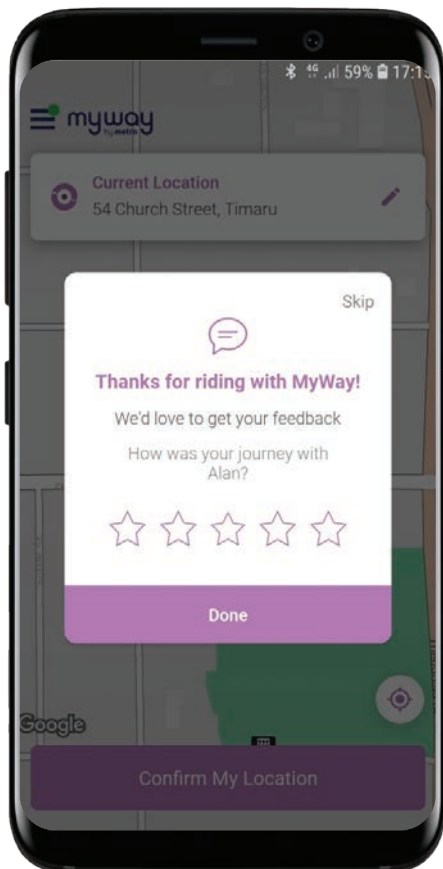 59% 17:15
myway
by metro
Current Location
54 Church Street, Timaru
Skip
Thanks for riding with MyWay!
We'd love to get your feedback
How was your journey with
Alan?
Done
Google
Confirm My Location